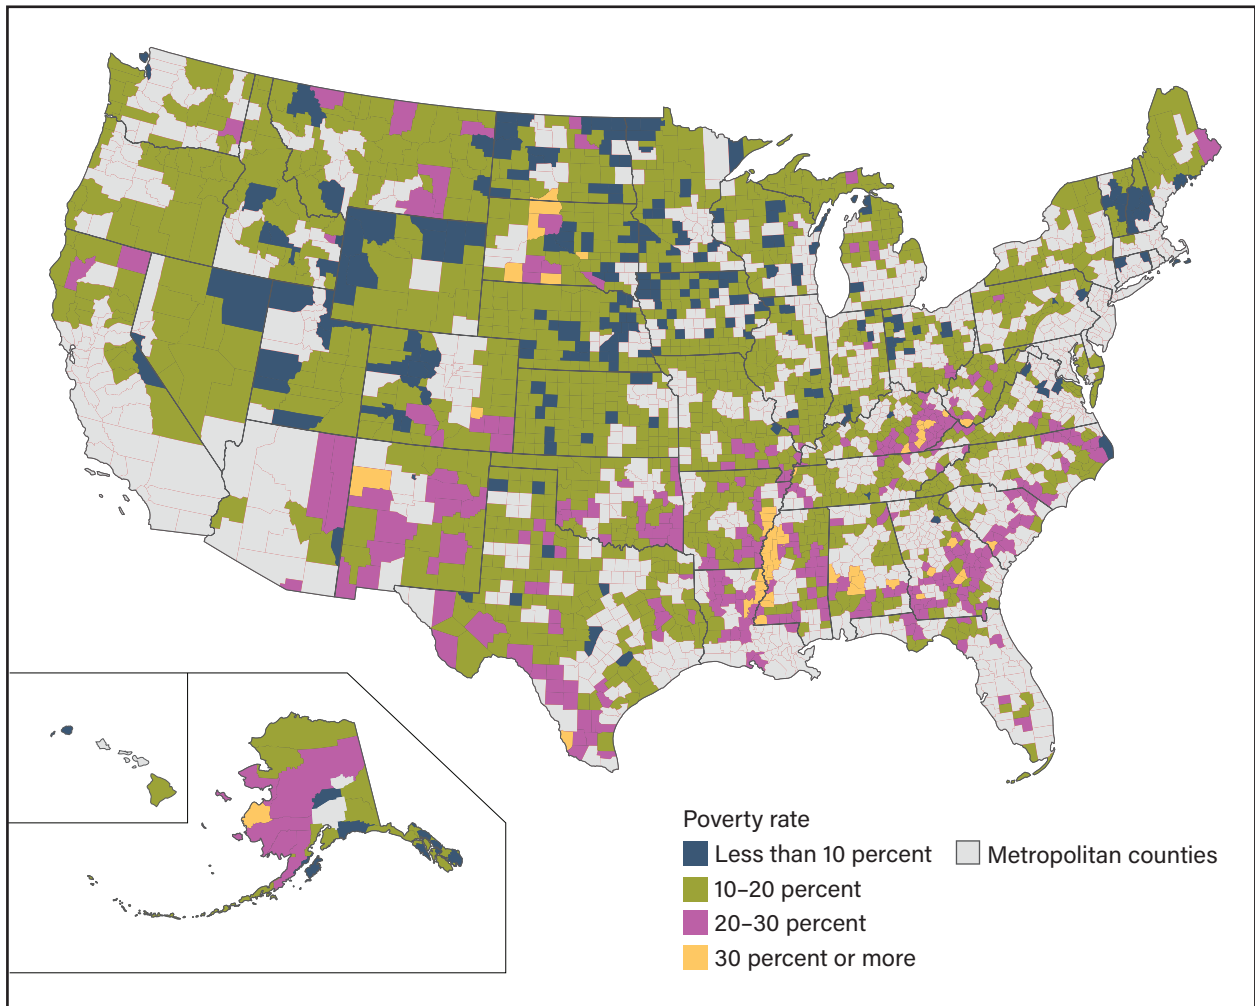 Poverty rate
Less than 10 percent
Metropolitan counties
10–20 percent
20–30 percent
30 percent or more